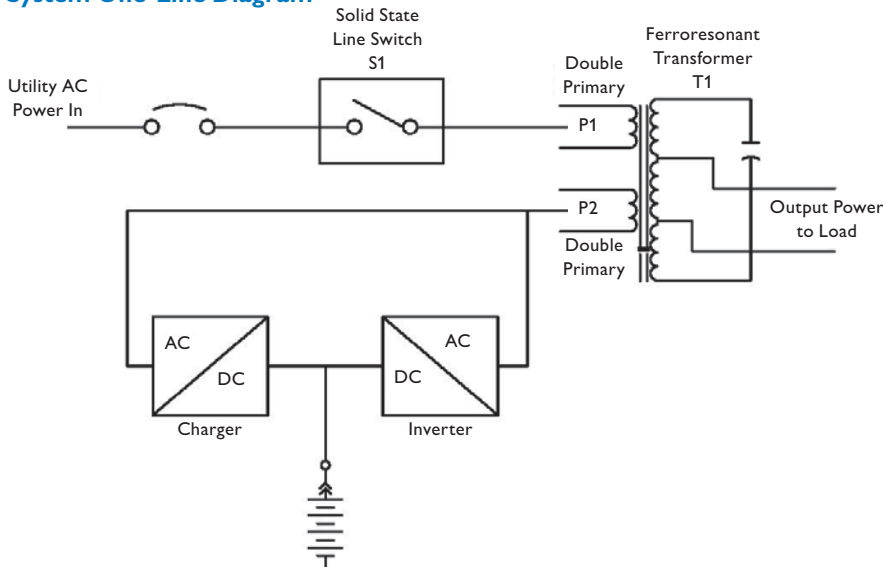 System One-Line Diagram
Solid State
Line Switch
S1
Ferroresonant
Transformer
T1
Double
Primary
Utility AC
Power In
P1
P2
Output Power
to Load
Double
Primary
AC
DC
AC
DC
Charger
Inverter